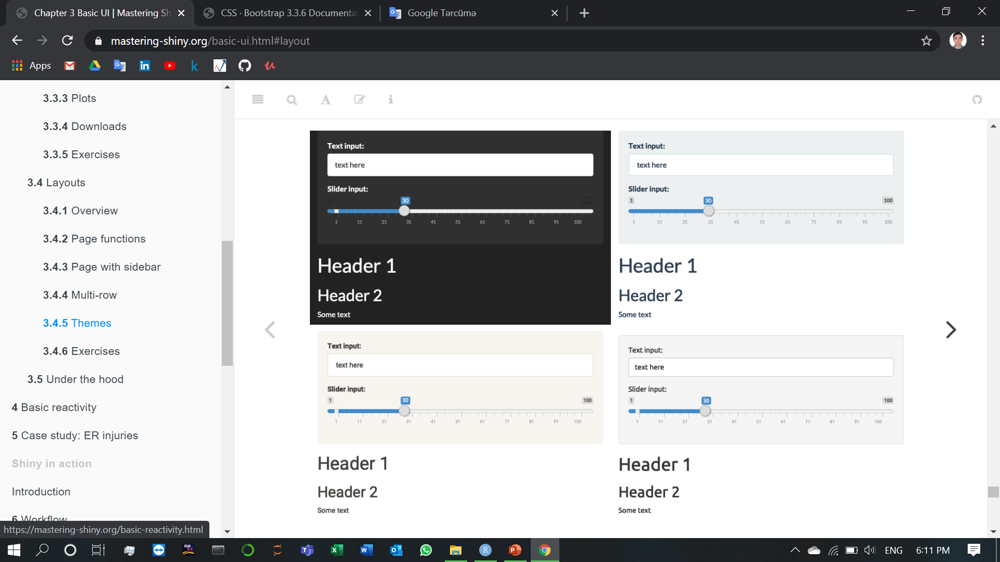 Chapter 3 Basic UI | Mastering Sh
CSS · Bootstrap 3.3.6 Documenta
Google Tərcümə
mastering-shiny.org/basic-ui.html#layout
Apps
3.3.3 Plots
3.3.4 Downloads
3.3.5 Exercises
3.4 Layouts
3.4.1 Overview
3.4.2 Page functions
3.4.3 Page with sidebar
3.4.4 Multi-row
3.4.5 Themes
3.4.6 Exercises
3.5 Under the hood
4 Basic reactivity
5 Case study: ER injuries
Shiny in action
Introduction
6 Workflow
https://mastering-shiny.org/basic-reactivity.html
Text input:
text here
Slider input:
1 30 100
1 11 21 31 41 51 61 71 81 91 100
Header 1
Header 2
Some text
Text input:
text here
Slider input:
1 30 100
1 11 21 31 41 51 61 71 81 91 100
Header 1
Header 2
Some text
Text input:
text here
Slider input:
1 30 100
1 11 21 31 41 51 61 71 81 91 100
Header 1
Header 2
Some text
Text input:
text here
Slider input:
1 30 100
1 11 21 31 41 51 61 71 81 91 100
Header 1
Header 2
Some text
ENG
6:11 PM